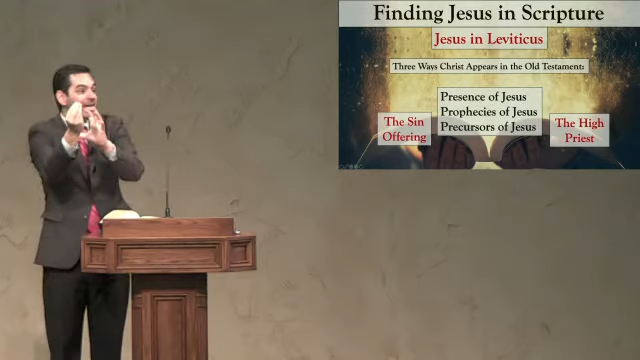 Finding Jesus in Scripture
Jesus in Leviticus
Three Ways Christ Appears in the Old Testament:
Presence of Jesus
Prophecies of Jesus
Precursors of Jesus
The Sin
Offering
The High
Priest